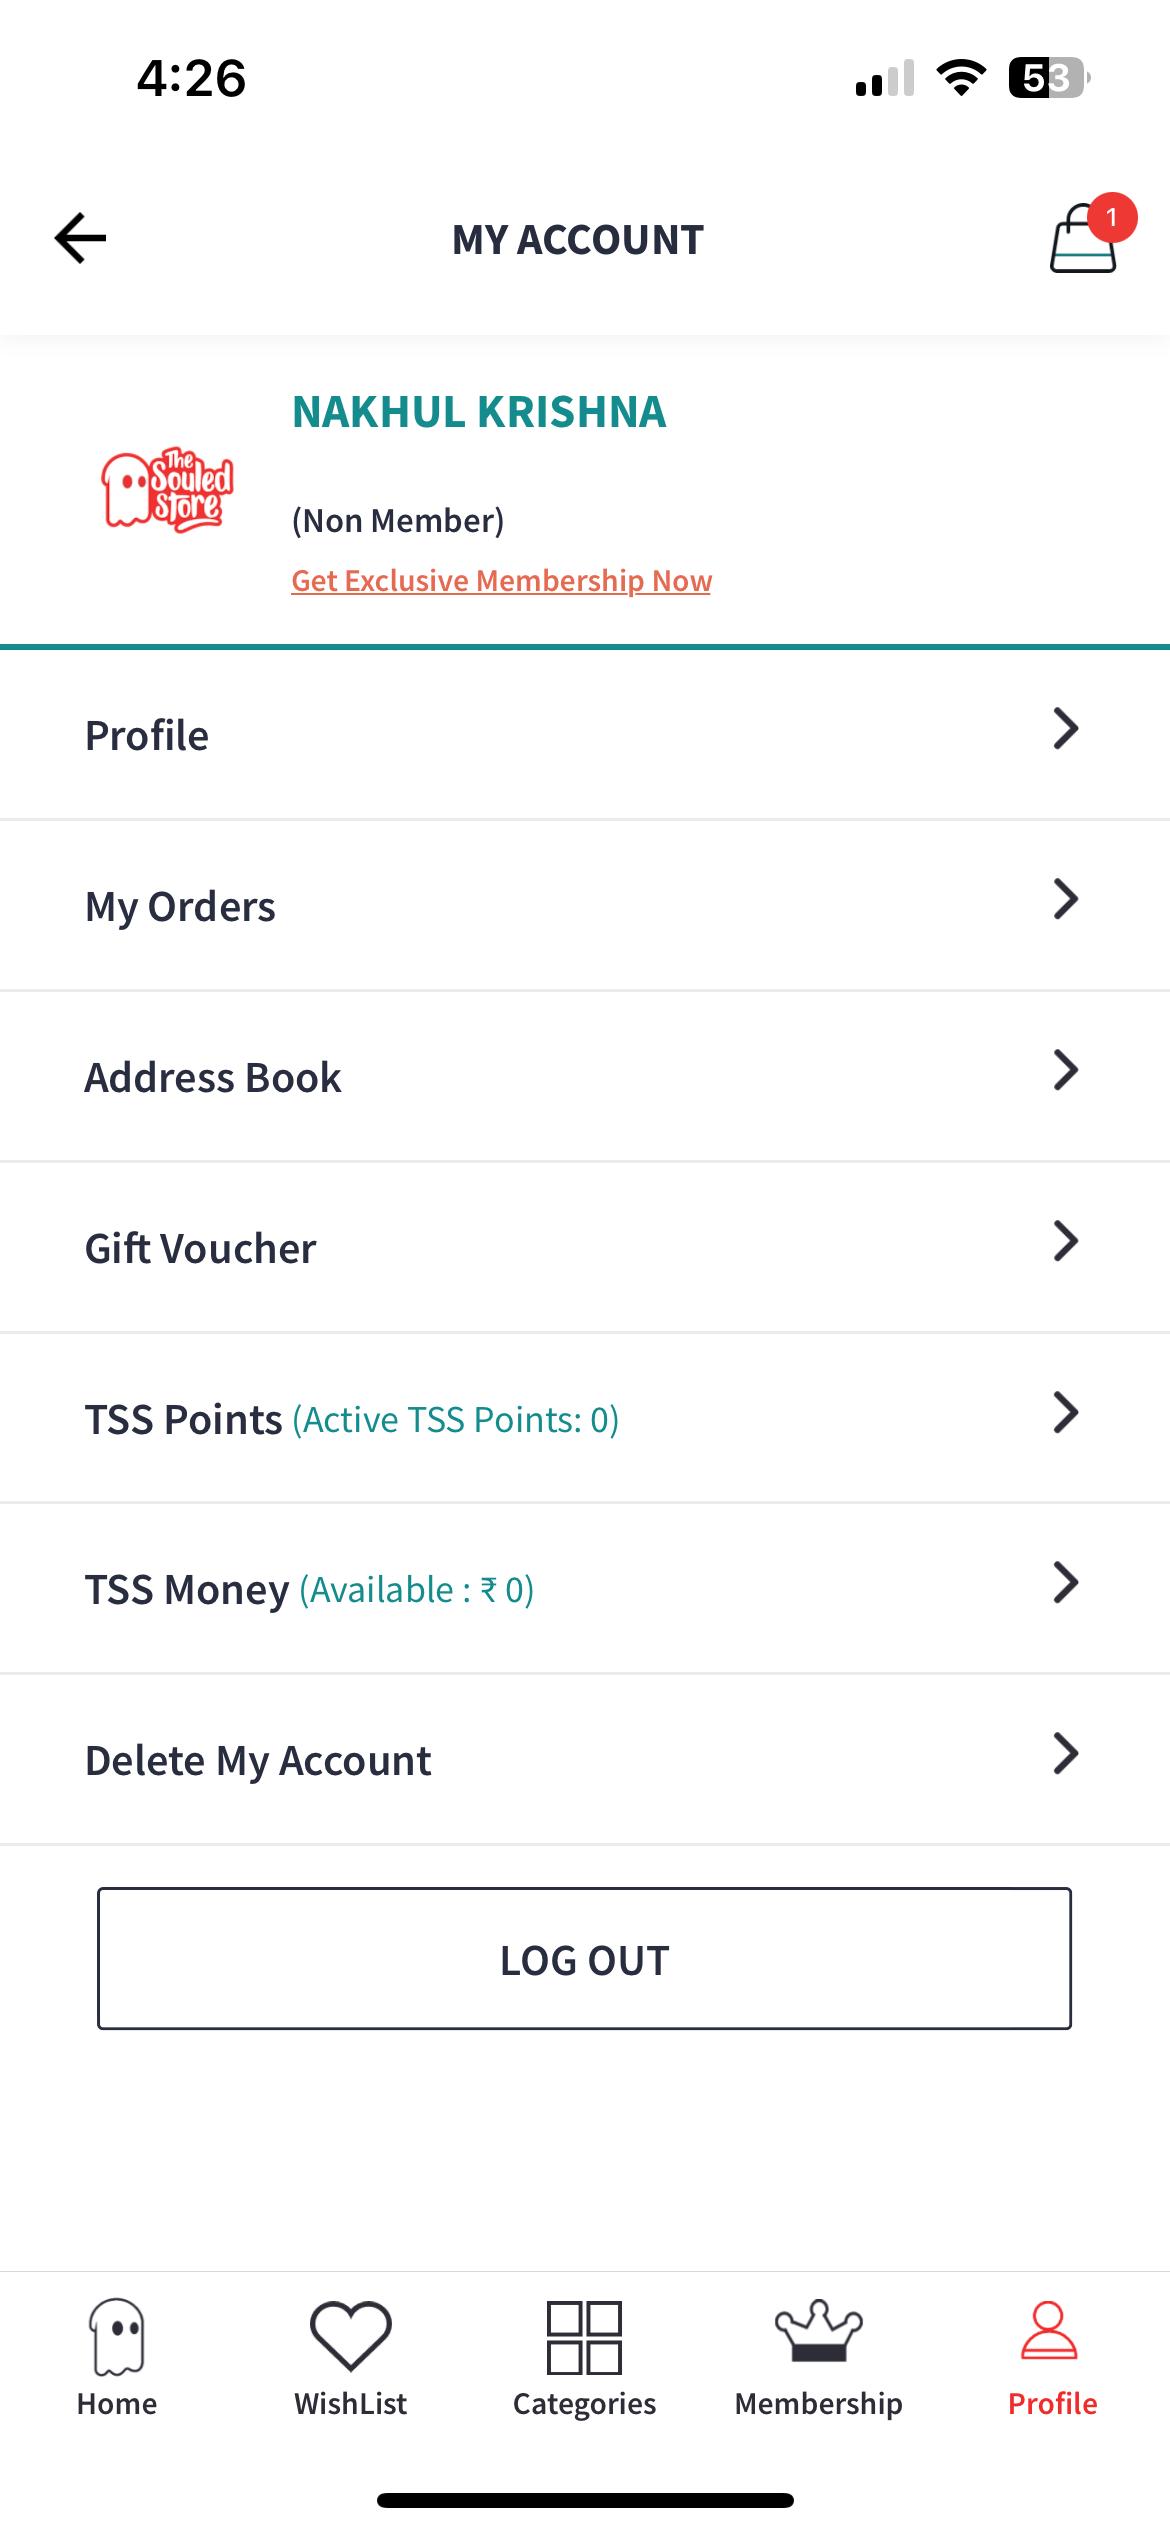 4:26
53
MY ACCOUNT
1
NAKHUL KRISHNA
The
Souled
Store
(Non Member)
Get Exclusive Membership Now
Profile
My Orders
Address Book
Gift Voucher
TSS Points (Active TSS Points: 0)
TSS Money (Available : ₹ 0)
Delete My Account
LOG OUT
Home WishList Categories Membership Profile